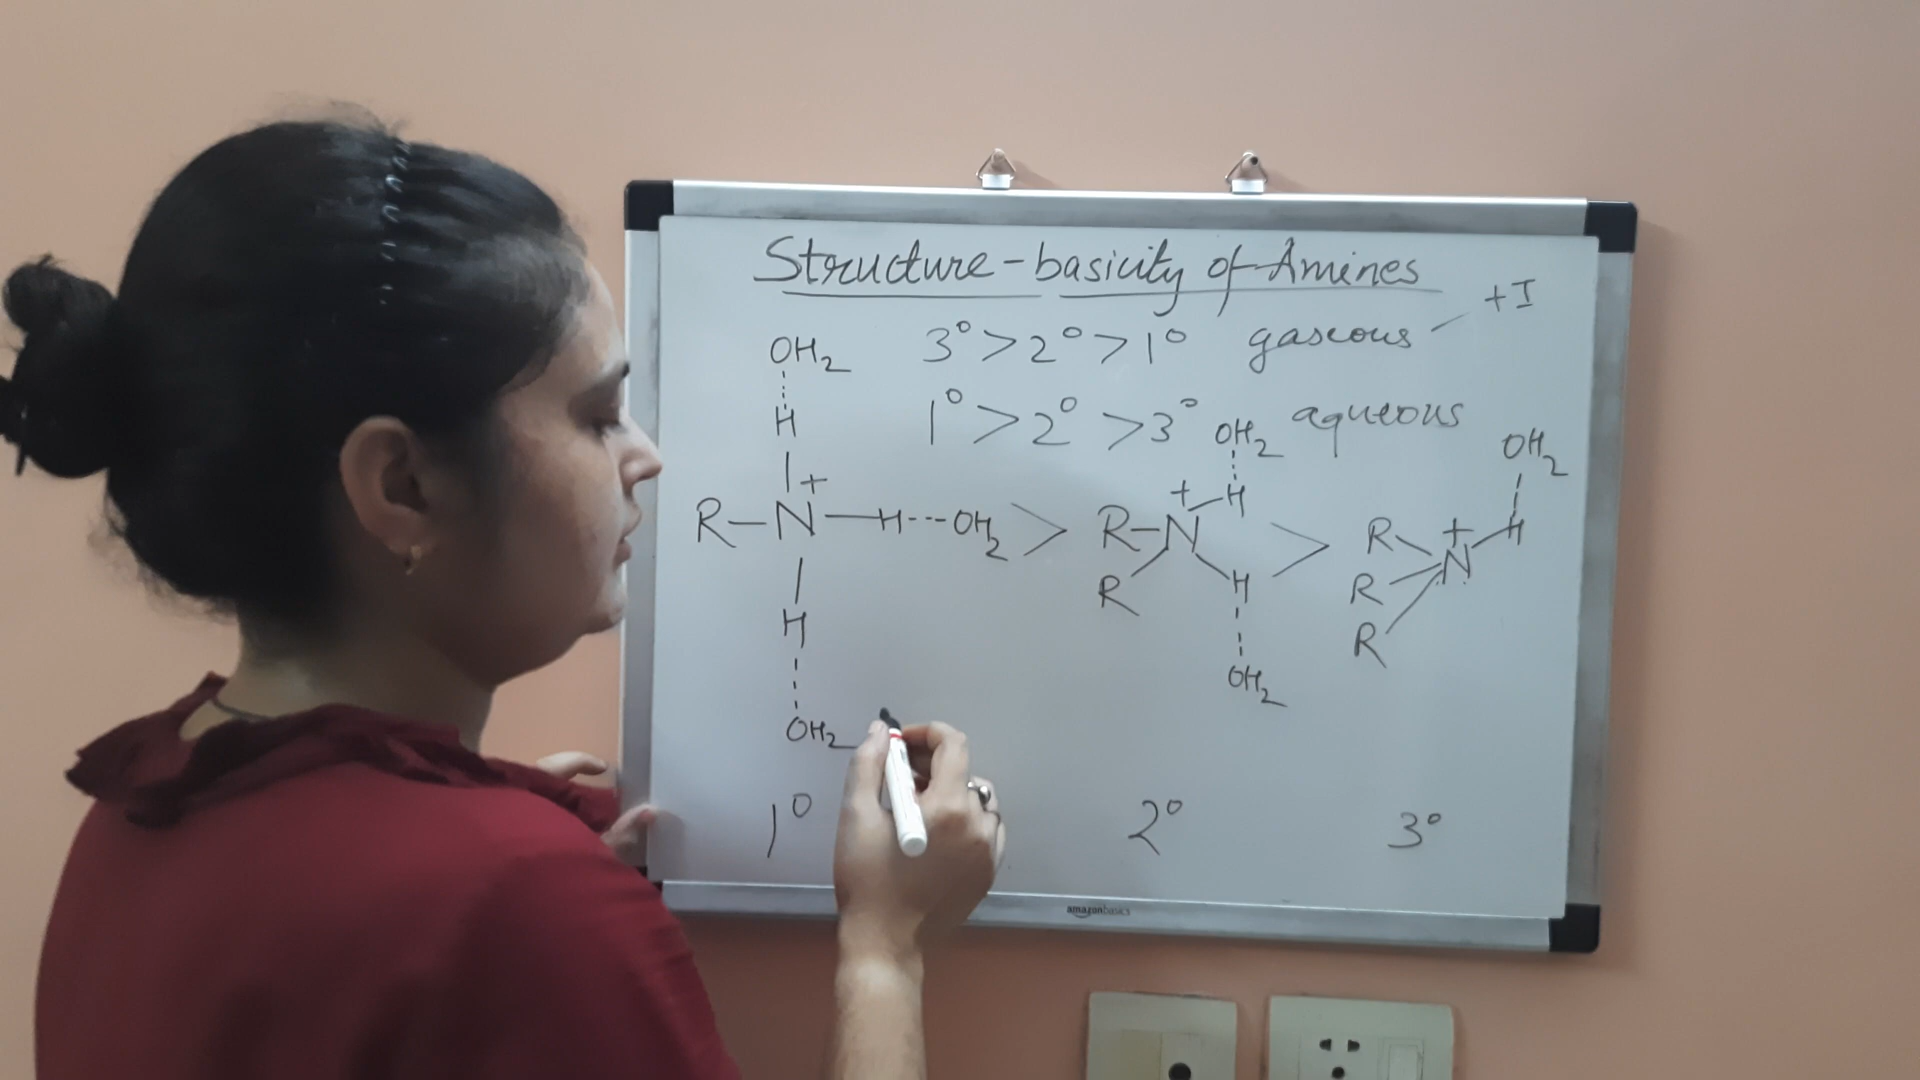 Structure-basicity of Amines
+I
3° > 2° > 1° gaseous
1° > 2° > 3° aqueous
OH2
H
R-N+-H---OH2
H
OH2
>
OH2
R-N+-H
R
H
OH2
>
OH2
R
R
R
N+-H
1° 2° 3°
amazonbasics